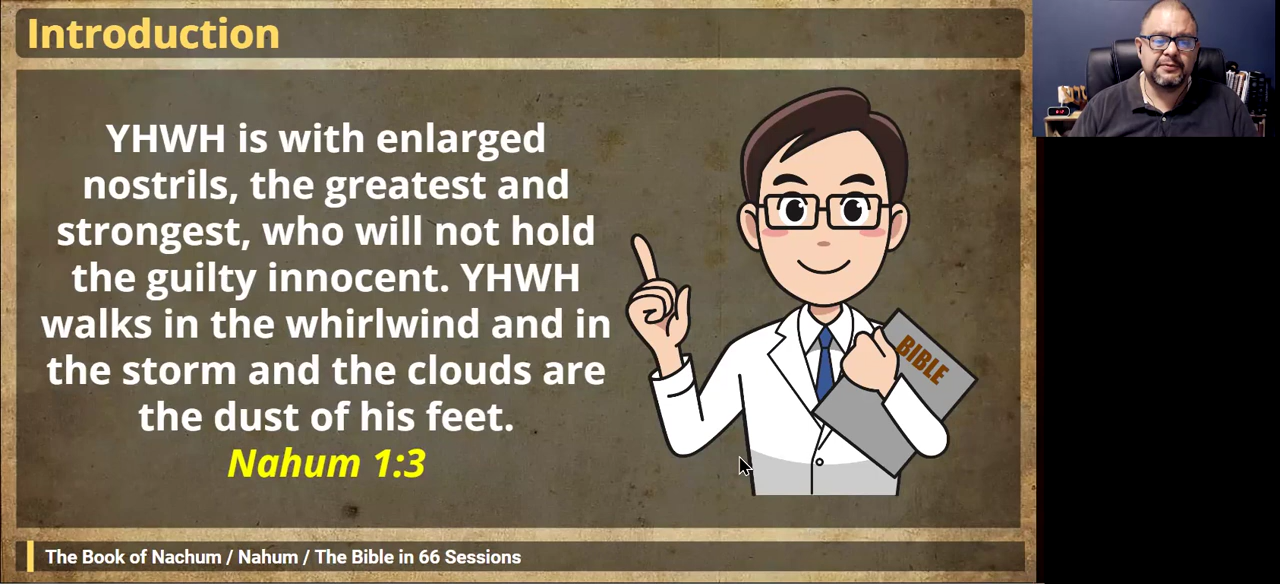 Introduction
YHWH is with enlarged
nostrils, the greatest and
strongest, who will not hold
the guilty innocent. YHWH
walks in the whirlwind and in
the storm and the clouds are
the dust of his feet.
Nahum 1:3
BIBLE
The Book of Nachum / Nahum / The Bible in 66 Sessions